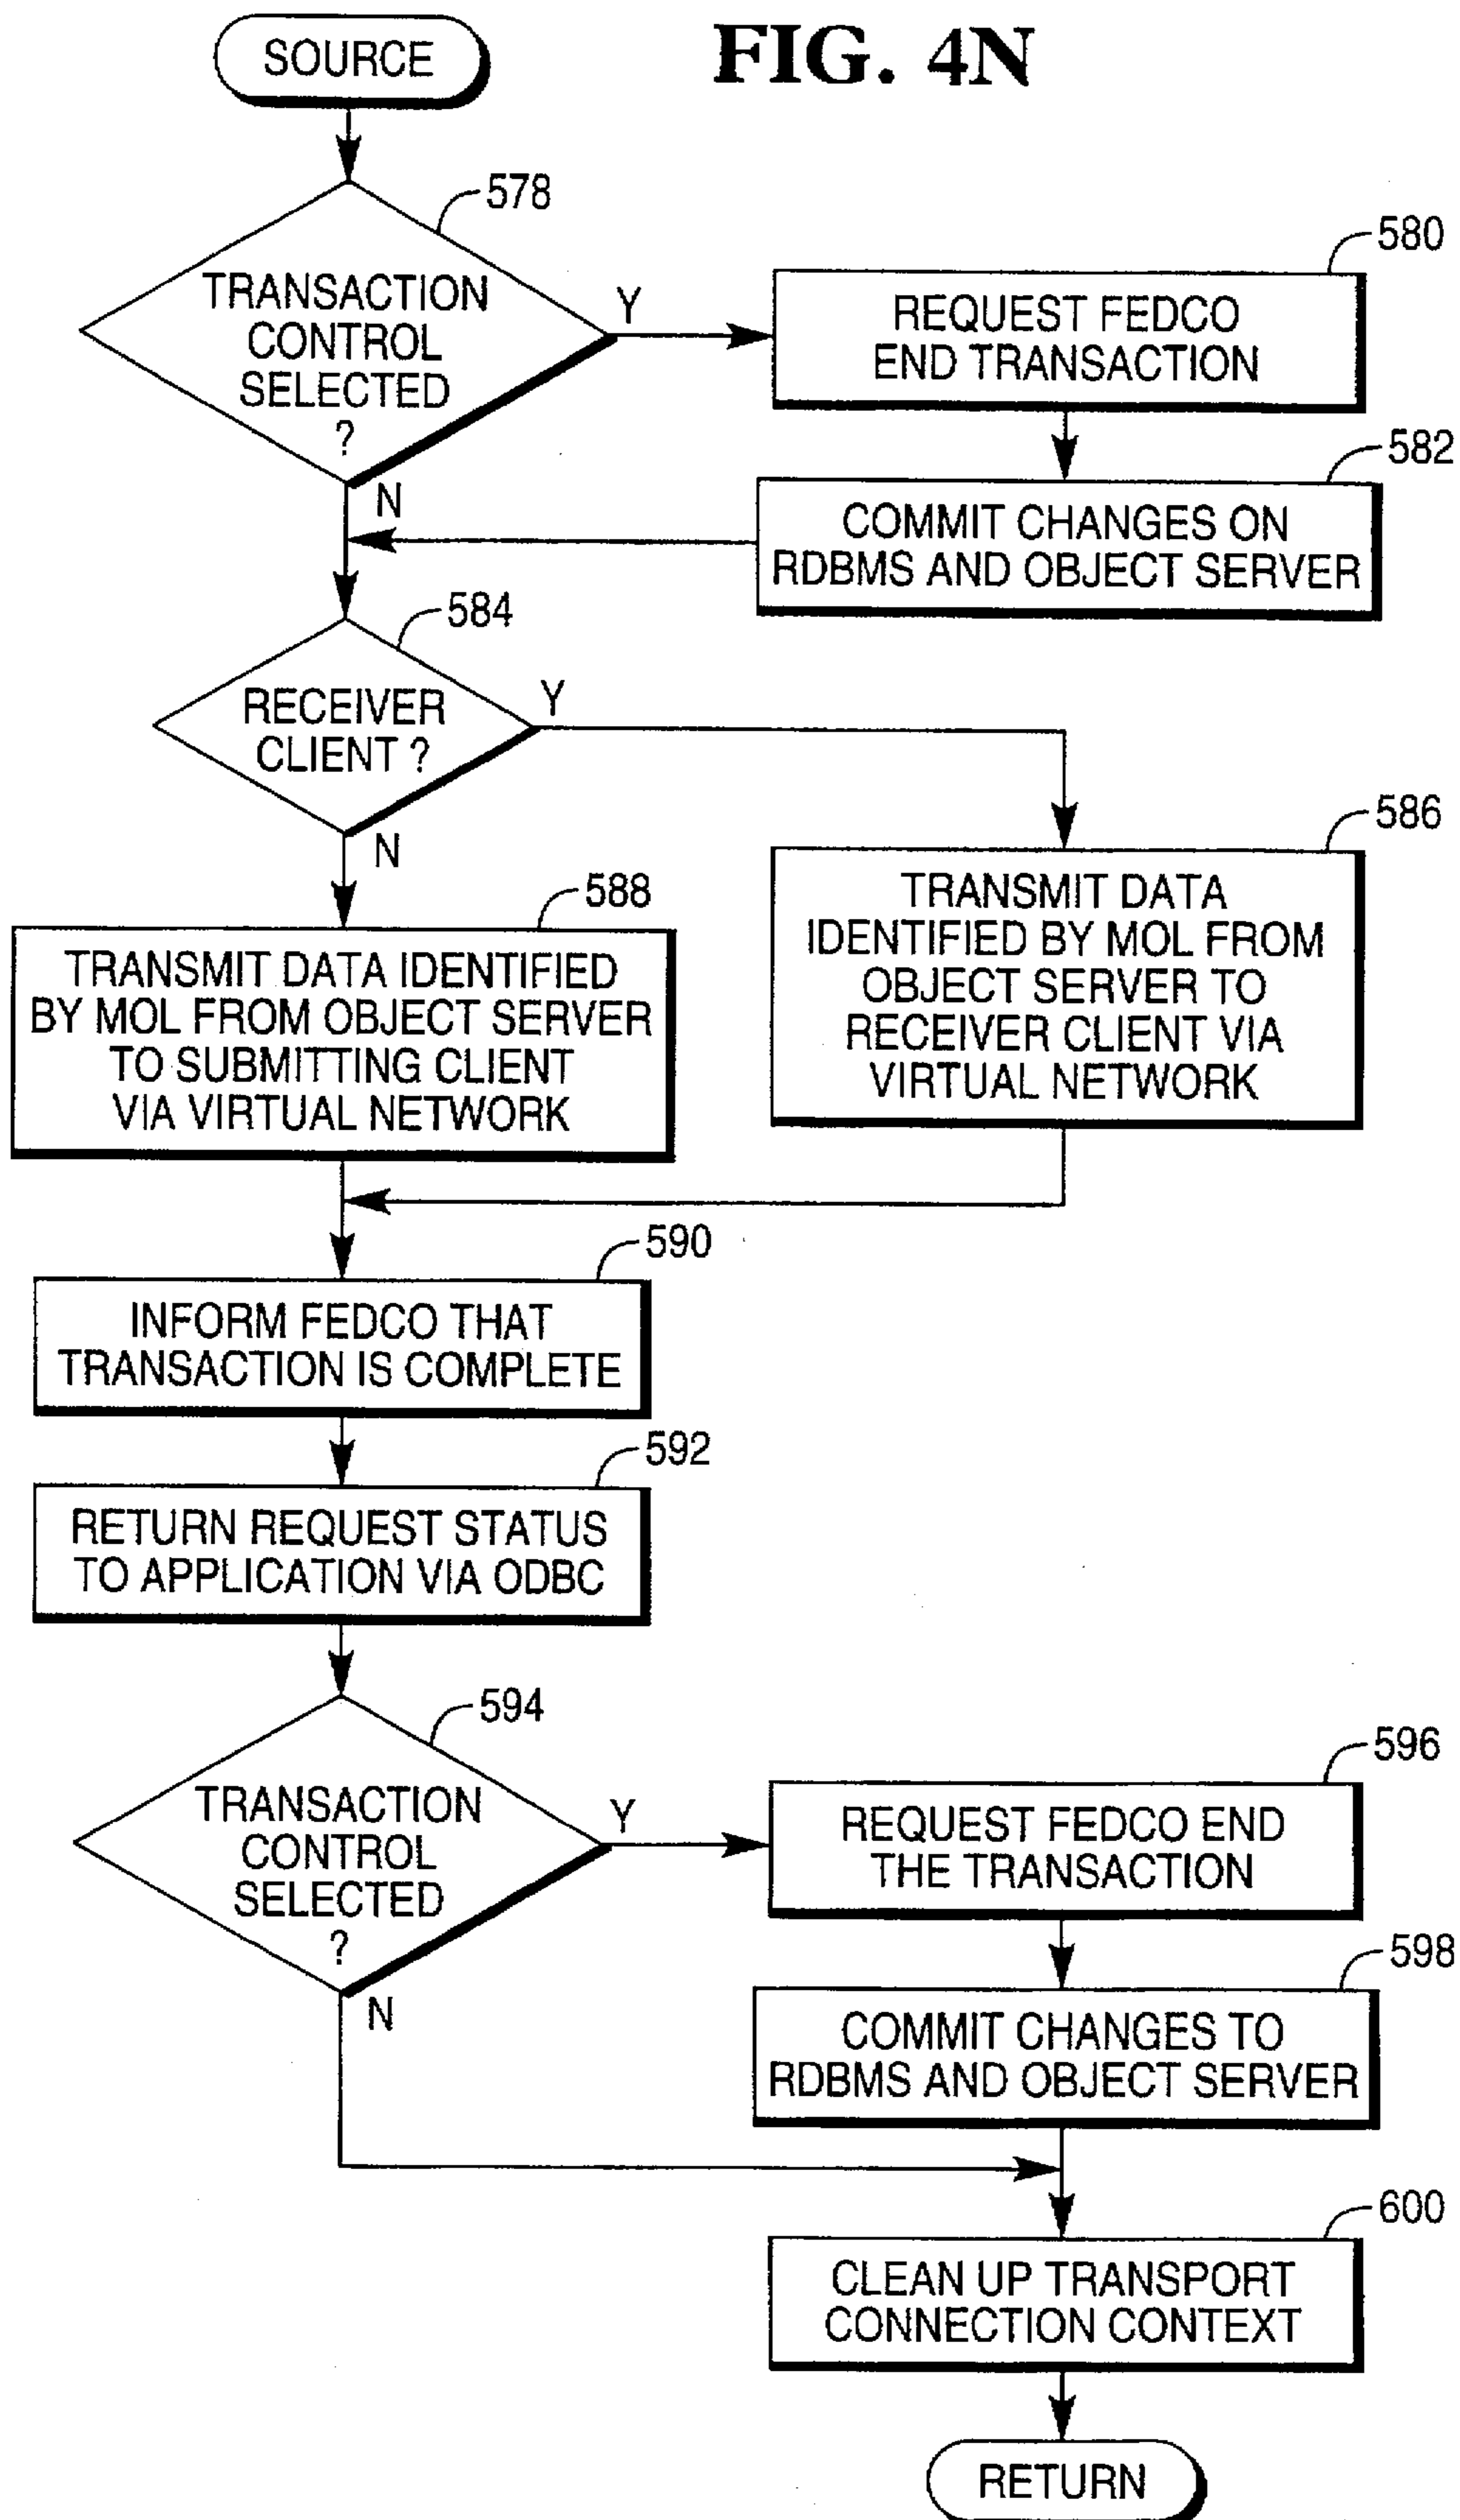 SOURCE
FIG. 4N
578
TRANSACTION
CONTROL
SELECTED
?
Y
N
580
REQUEST FEDCO
END TRANSACTION
582
COMMIT CHANGES ON
RDBMS AND OBJECT SERVER
584
RECEIVER
CLIENT ?
Y
N
586
TRANSMIT DATA
IDENTIFIED BY MOL FROM
OBJECT SERVER TO
RECEIVER CLIENT VIA
VIRTUAL NETWORK
588
TRANSMIT DATA IDENTIFIED
BY MOL FROM OBJECT SERVER
TO SUBMITTING CLIENT
VIA VIRTUAL NETWORK
590
INFORM FEDCO THAT
TRANSACTION IS COMPLETE
592
RETURN REQUEST STATUS
TO APPLICATION VIA ODBC
594
TRANSACTION
CONTROL
SELECTED
?
Y
N
596
REQUEST FEDCO END
THE TRANSACTION
598
COMMIT CHANGES TO
RDBMS AND OBJECT SERVER
600
CLEAN UP TRANSPORT
CONNECTION CONTEXT
RETURN